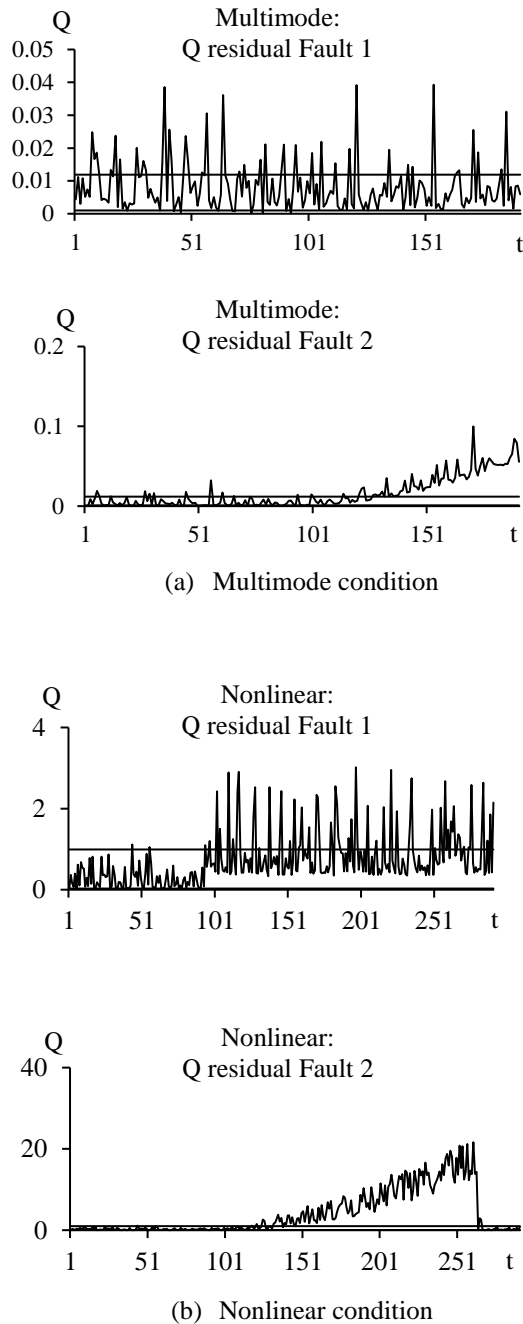 Q
Multimode:
Q residual Fault 1
0.05
0.04
0.03
0.02
0.01
0
1 51 101 151 t
Q
Multimode:
Q residual Fault 2
0.2
0.1
0
1 51 101 151 t
(a) Multimode condition
Q
Nonlinear:
Q residual Fault 1
4
2
0
1 51 101 151 201 251 t
Q
Nonlinear:
Q residual Fault 2
40
20
0
1 51 101 151 201 251 t
(b) Nonlinear condition